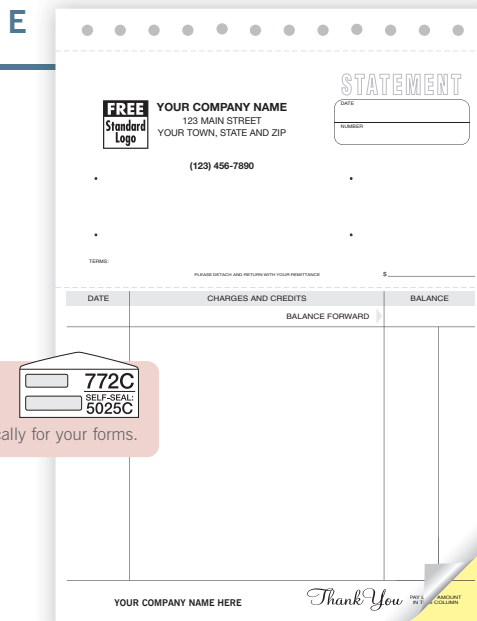 E
STATEMENT
DATE
NUMBER
FREE
Standard
Logo
YOUR COMPANY NAME
123 MAIN STREET
YOUR TOWN, STATE AND ZIP
(123) 456-7890
TERMS:
PLEASE DETACH AND RETURN WITH YOUR REMITTANCE
$
DATE CHARGES AND CREDITS BALANCE
BALANCE FORWARD
772C
SELF-SEAL:
5025C
cally for your forms.
YOUR COMPANY NAME HERE
Thank You
PAY AMOUNT
IN COLUMN